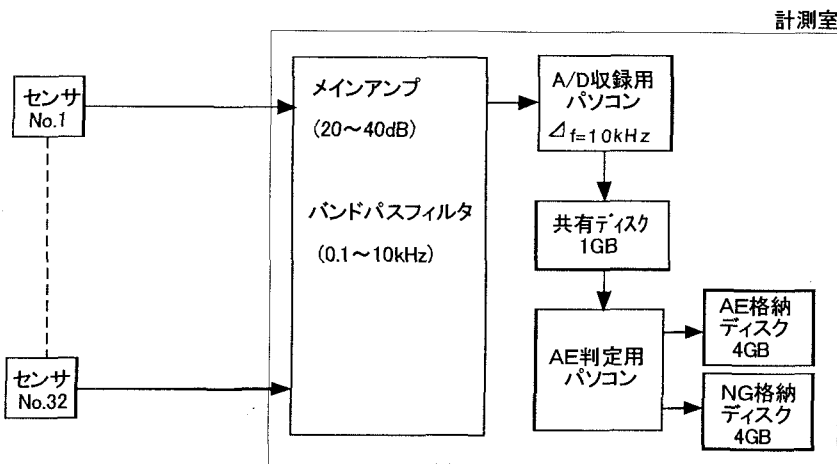 計測室
センサ
No.1
メインアンプ
(20～40dB)
バンドパスフィルタ
(0.1～10kHz)
A/D収録用
パソコン
⊿f=10kHz
共有ディスク
1GB
AE判定用
パソコン
AE格納
ディスク
4GB
NG格納
ディスク
4GB
センサ
No.32